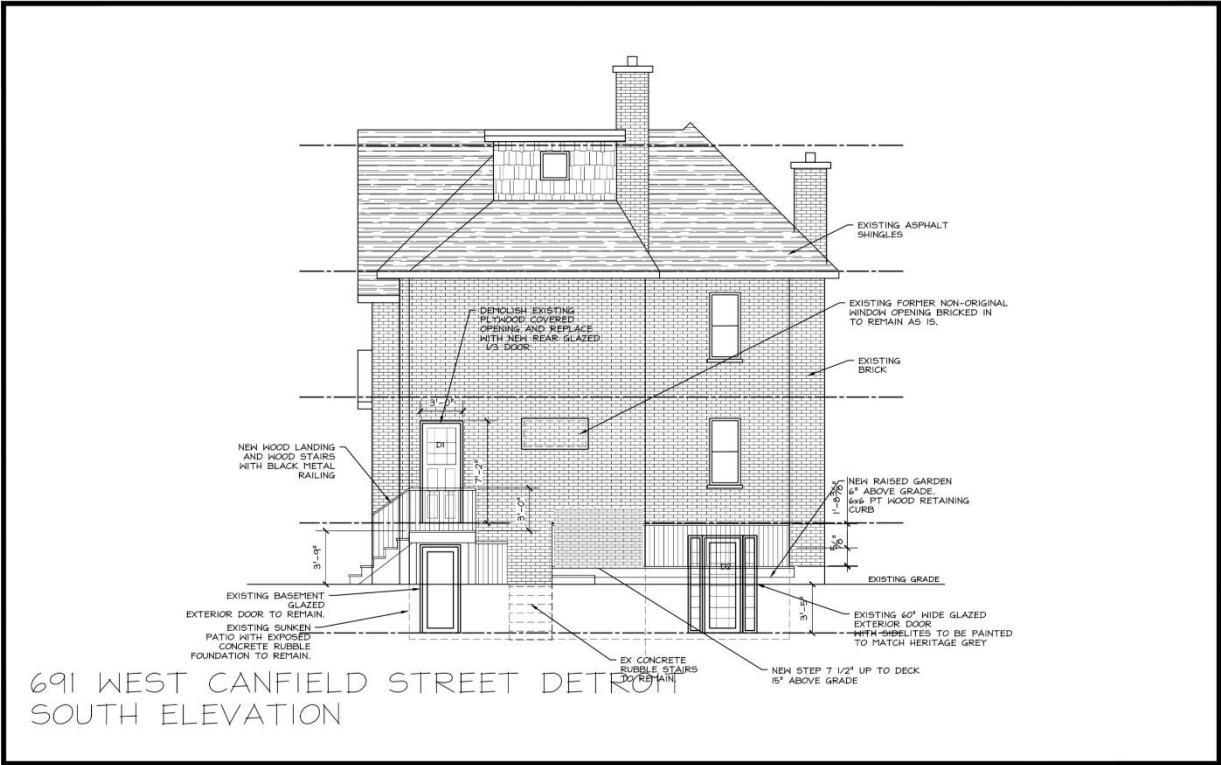 EXISTING ASPHALT
SHINGLES
EXISTING FORMER NON-ORIGINAL
WINDOW OPENING BRICKED IN
TO REMAIN AS IS.
DEMOLISH EXISTING
PLYWOOD COVERED
OPENING AND REPLACE
WITH NEW REAR GLAZED
1/3 DOOR
EXISTING
BRICK
3'-0"
D1
7'-2"
NEW WOOD LANDING
AND WOOD STAIRS
WITH BLACK METAL
RAILING
3'-0"
NEW RAISED GARDEN
6" ABOVE GRADE.
6x6 PT WOOD RETAINING
CURB
3'-9"
D2
EXISTING GRADE
3'-5"
EXISTING BASEMENT
GLAZED
EXTERIOR DOOR TO REMAIN.
EXISTING SUNKEN
PATIO WITH EXPOSED
CONCRETE RUBBLE
FOUNDATION TO REMAIN.
EXISTING 60" WIDE GLAZED
EXTERIOR DOOR
WITH SIDELITES TO BE PAINTED
TO MATCH HERITAGE GREY
EX CONCRETE
RUBBLE STAIRS
TO REMAIN.
NEW STEP 7 1/2" UP TO DECK
15" ABOVE GRADE
691 WEST CANFIELD STREET DETROIT
SOUTH ELEVATION